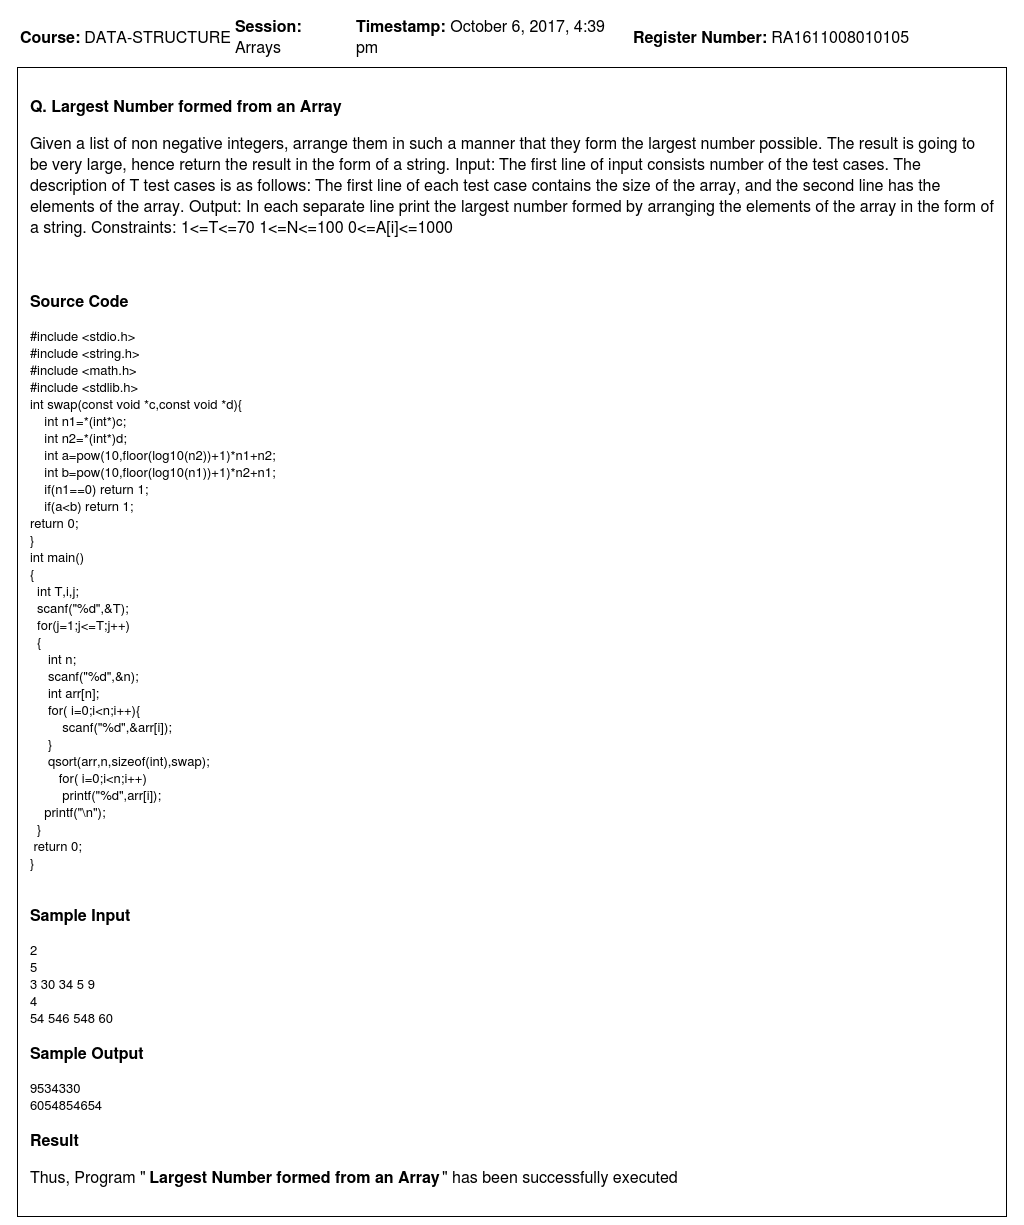 Course: DATA-STRUCTURE Session: Arrays Timestamp: October 6, 2017, 4:39 pm Register Number: RA1611008010105
Q. Largest Number formed from an Array
Given a list of non negative integers, arrange them in such a manner that they form the largest number possible. The result is going to
be very large, hence return the result in the form of a string. Input: The first line of input consists number of the test cases. The
description of T test cases is as follows: The first line of each test case contains the size of the array, and the second line has the
elements of the array. Output: In each separate line print the largest number formed by arranging the elements of the array in the form of
a string. Constraints: 1<=T<=70 1<=N<=100 0<=A[i]<=1000
Source Code
#include <stdio.h>
#include <string.h>
#include <math.h>
#include <stdlib.h>
int swap(const void *c,const void *d){
    int n1=*(int*)c;
    int n2=*(int*)d;
    int a=pow(10,floor(log10(n2))+1)*n1+n2;
    int b=pow(10,floor(log10(n1))+1)*n2+n1;
    if(n1==0) return 1;
    if(a<b) return 1;
return 0;
}
int main()
{
  int T,i,j;
  scanf("%d",&T);
  for(j=1;j<=T;j++)
  {
     int n;
     scanf("%d",&n);
     int arr[n];
     for( i=0;i<n;i++){
         scanf("%d",&arr[i]);
     }
     qsort(arr,n,sizeof(int),swap);
        for( i=0;i<n;i++)
         printf("%d",arr[i]);
    printf("\n");
  }
 return 0;
}
Sample Input
2
5
3 30 34 5 9
4
54 546 548 60
Sample Output
9534330
6054854654
Result
Thus, Program " Largest Number formed from an Array " has been successfully executed